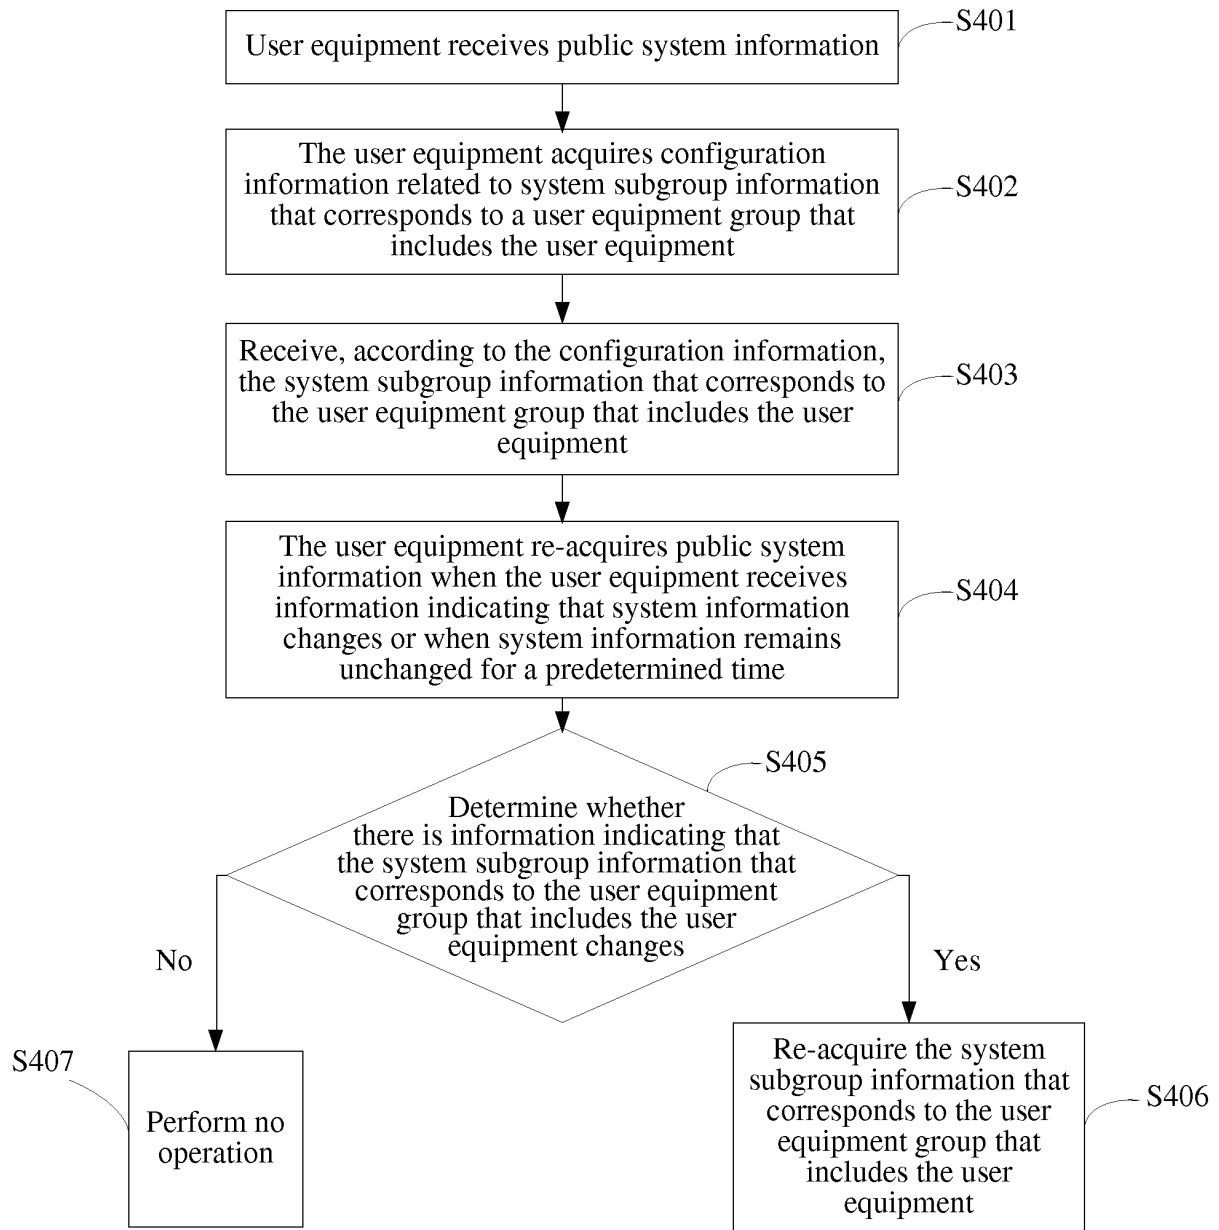 User equipment receives public system information
S401
The user equipment acquires configuration
information related to system subgroup information
that corresponds to a user equipment group that
includes the user equipment
S402
Receive, according to the configuration information,
the system subgroup information that corresponds to
the user equipment group that includes the user
equipment
S403
The user equipment re-acquires public system
information when the user equipment receives
information indicating that system information
changes or when system information remains
unchanged for a predetermined time
S404
S405
Determine whether
there is information indicating that
the system subgroup information that
corresponds to the user equipment
group that includes the user
equipment changes
No
Yes
S407
Perform no
operation
Re-acquire the system
subgroup information that
corresponds to the user
equipment group that
includes the user
equipment
S406